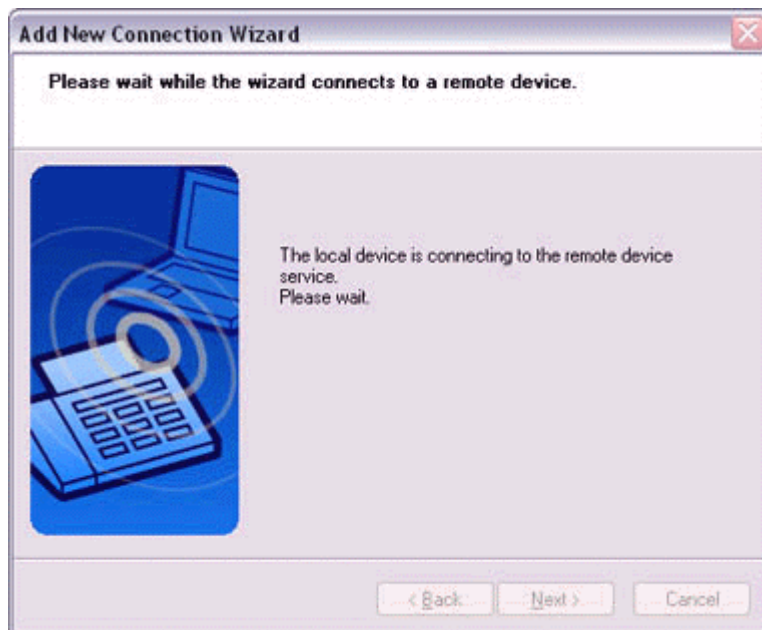 Add New Connection Wizard
Please wait while the wizard connects to a remote device.
The local device is connecting to the remote device
service.
Please wait.
< Back
Next >
Cancel